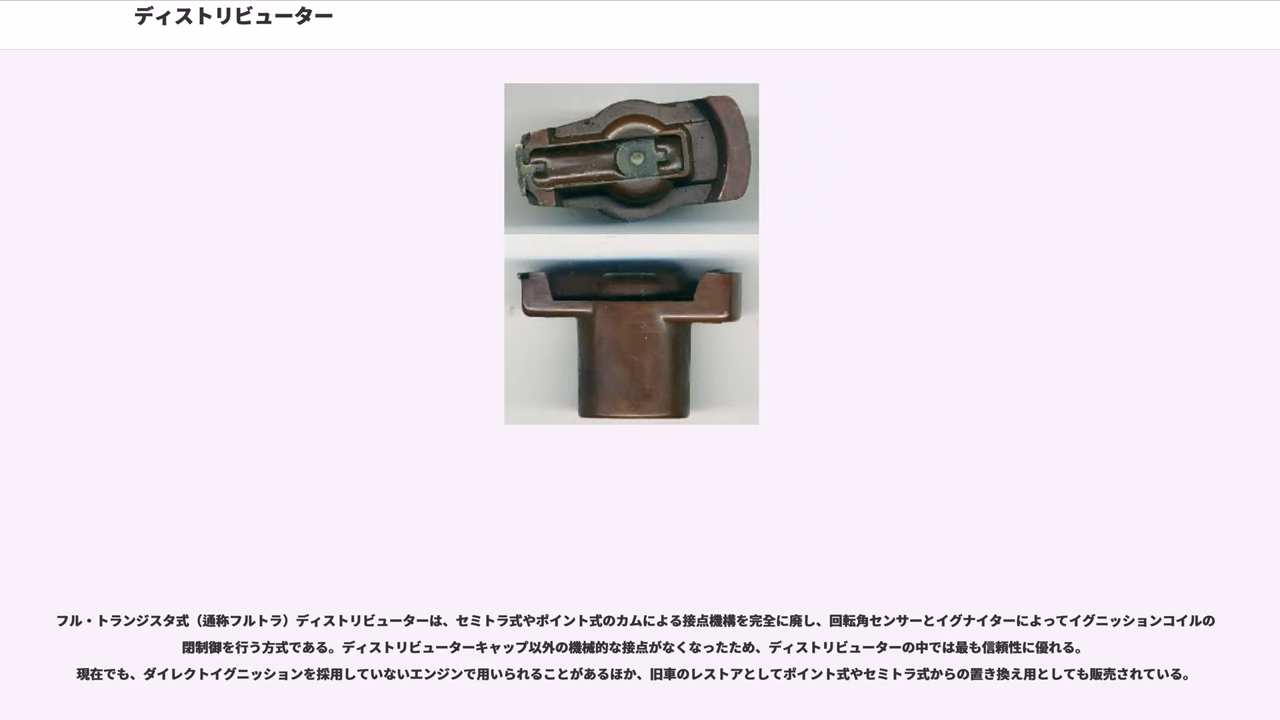 ディストリビューター
フル・トランジスタ式（通称フルトラ）ディストリビューターは、セミトラ式やポイント式のカムによる接点機構を完全に廃し、回転角センサーとイグナイターによってイグニッションコイルの
閉制御を行う方式である。ディストリビューターキャップ以外の機械的な接点がなくなったため、ディストリビューターの中では最も信頼性に優れる。
現在でも、ダイレクトイグニッションを採用していないエンジンで用いられることがあるほか、旧車のレストアとしてポイント式やセミトラ式からの置き換え用としても販売されている。